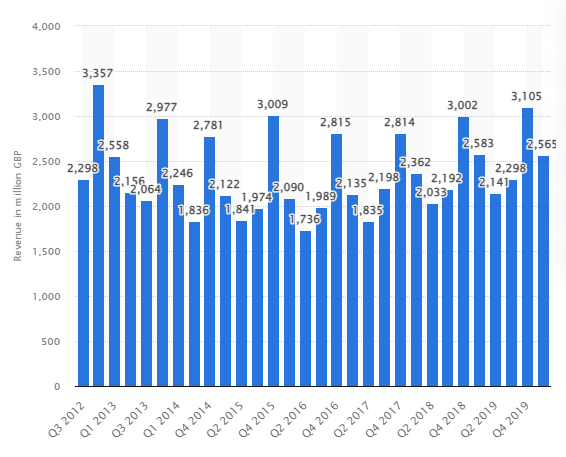 Revenue in million GBP
4,000
3,500
3,000
2,500
2,000
1,500
1,000
500
0
2,298
3,357
2,558
2,156
2,064
2,977
2,246
1,836
2,781
2,122
1,841
1,974
3,009
2,090
1,736
1,989
2,815
2,135
1,835
2,198
2,814
2,362
2,033
2,192
3,002
2,583
2,141
2,298
3,105
2,565
Q3 2012
Q1 2013
Q3 2013
Q1 2014
Q4 2014
Q2 2015
Q4 2015
Q2 2016
Q4 2016
Q2 2017
Q4 2017
Q2 2018
Q4 2018
Q2 2019
Q4 2019